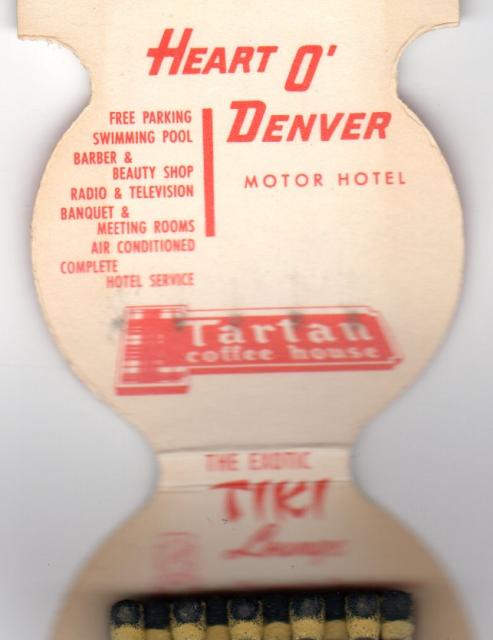 HEART O'
DENVER
MOTOR HOTEL
FREE PARKING
SWIMMING POOL
BARBER &
BEAUTY SHOP
RADIO & TELEVISION
BANQUET &
MEETING ROOMS
AIR CONDITIONED
COMPLETE
HOTEL SERVICE
Tartan
coffee house
THE EXOTIC
TIKI
Lounge